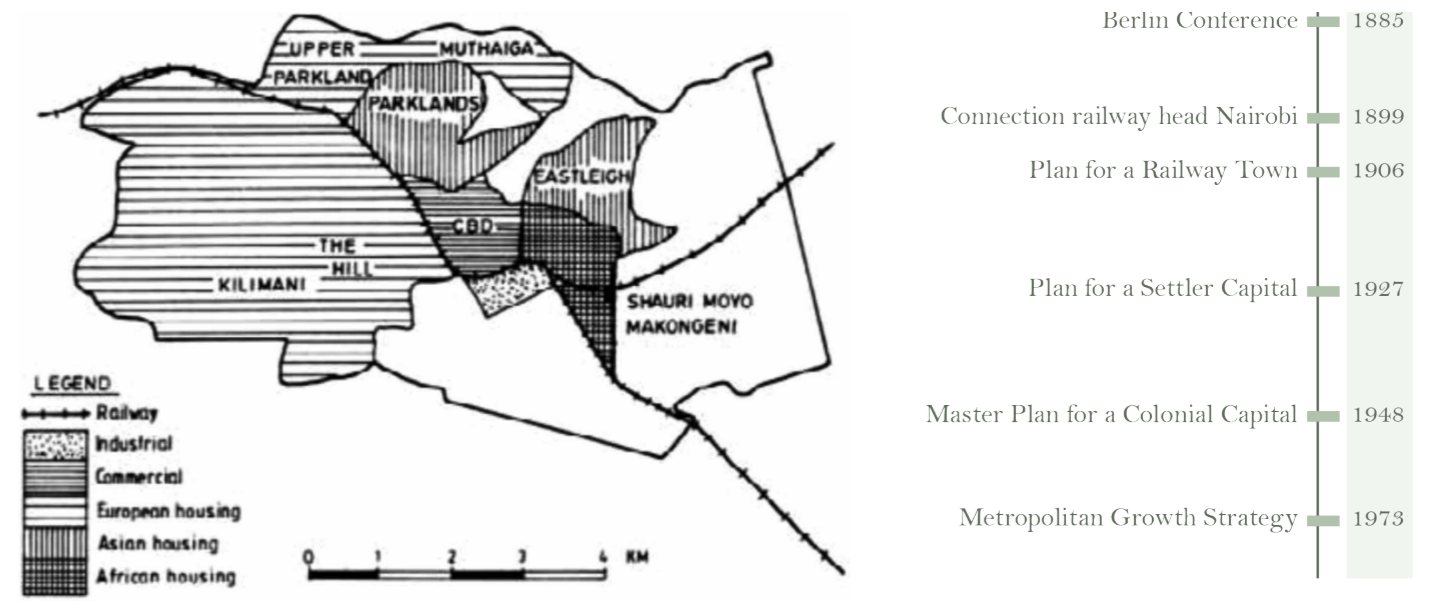 UPPER
MUTHAIGA
PARKLAND
PARKLANDS
EASTLEIGH
CBD
THE
HILL
KILIMANI
SHAURI MOYO
MAKONGENI
LEGEND
Railway
Industrial
Commercial
European housing
Asian housing
African housing
0 1 2 3 4 KM
Berlin Conference 1885
Connection railway head Nairobi 1899
Plan for a Railway Town 1906
Plan for a Settler Capital 1927
Master Plan for a Colonial Capital 1948
Metropolitan Growth Strategy 1973